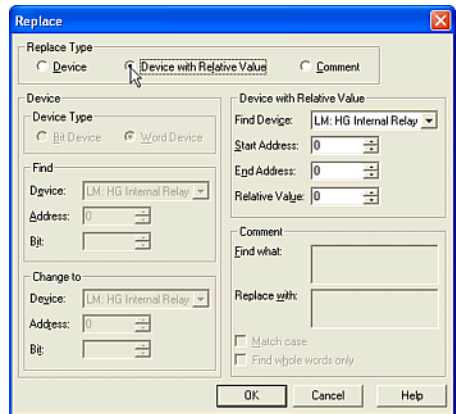 Replace
Replace Type
Device
Device with Relative Value
Comment
Device
Device Type
Bit Device
Word Device
Find
Device: LM: HG Internal Relay
Address: 0
Bit:
Change to
Device: LM: HG Internal Relay
Address: 0
Bit:
Device with Relative Value
Find Device: LM: HG Internal Relay
Start Address: 0
End Address: 0
Relative Value: 0
Comment
Find what:
Replace with:
Match case
Find whole words only
OK
Cancel
Help